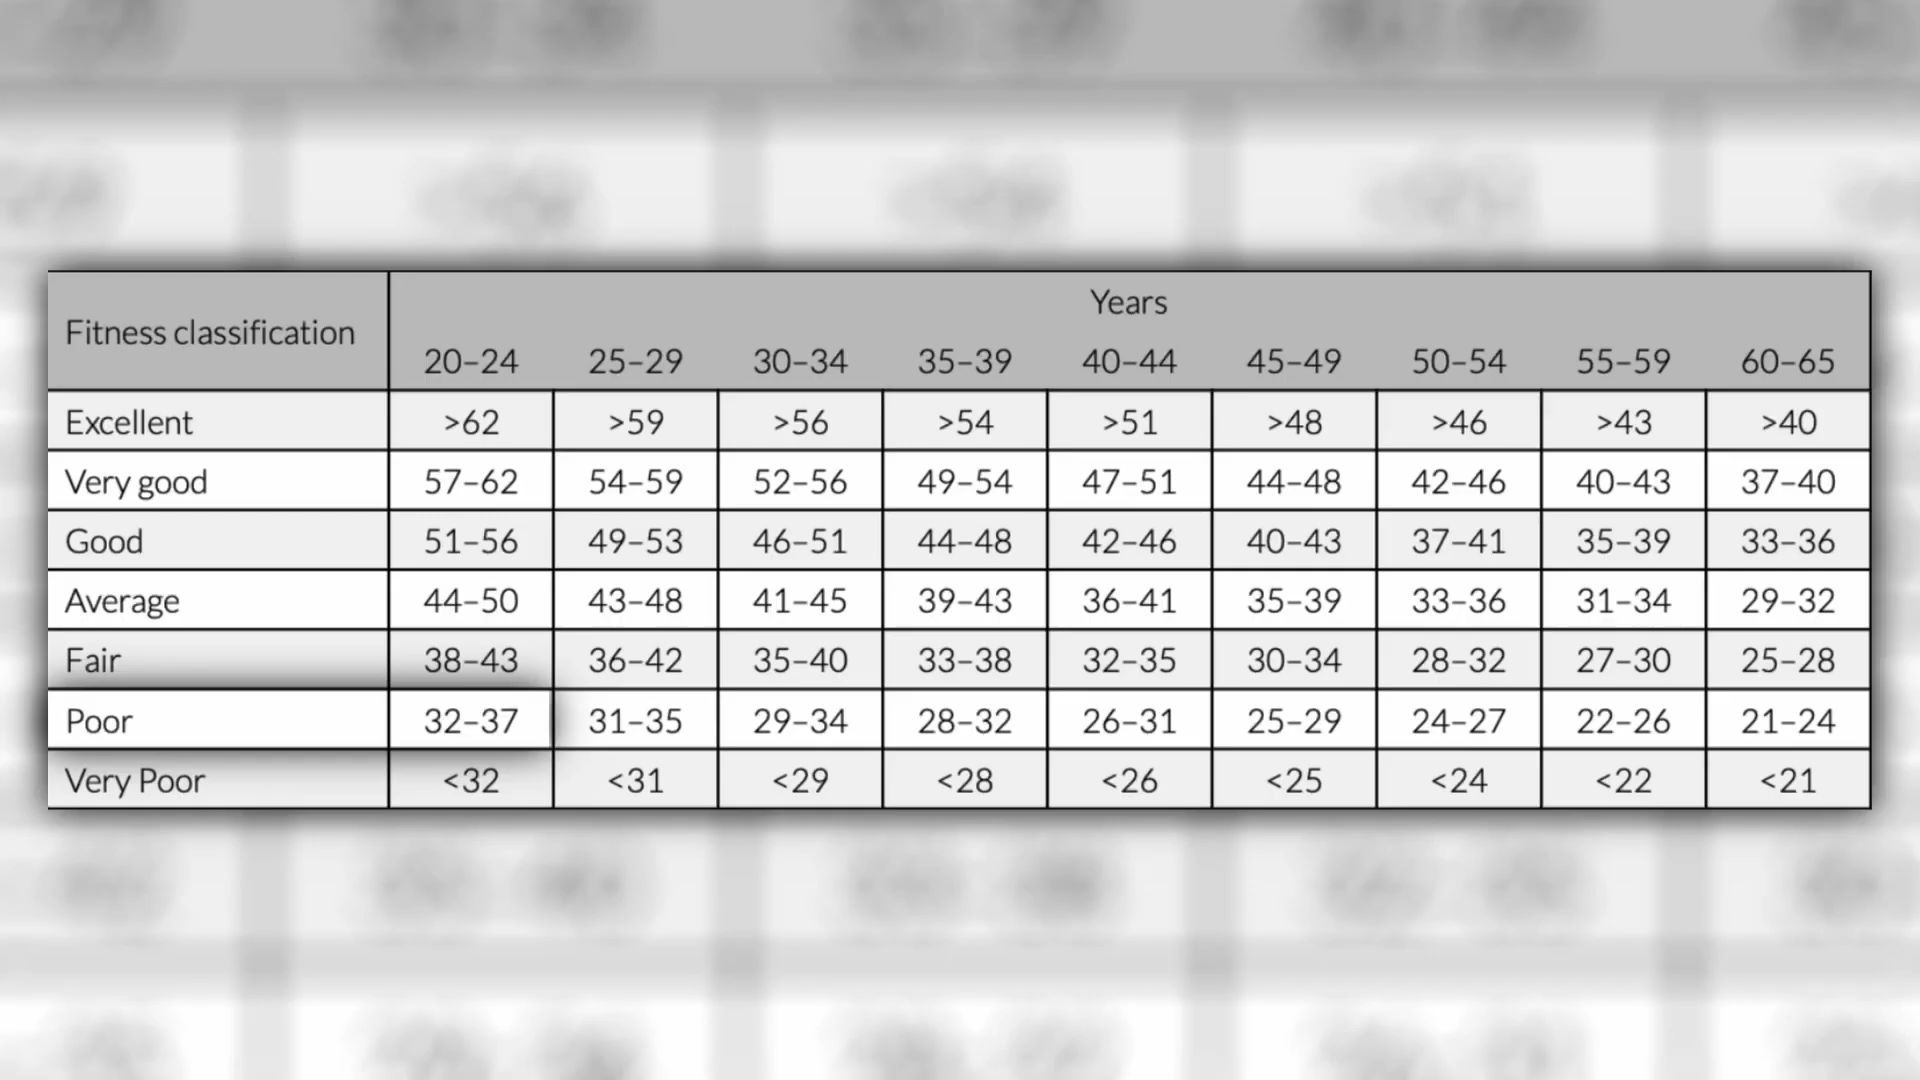 Fitness classification
Years
20–24 25–29 30–34 35–39 40–44 45–49 50–54 55–59 60–65
Excellent >62 >59 >56 >54 >51 >48 >46 >43 >40
Very good 57–62 54–59 52–56 49–54 47–51 44–48 42–46 40–43 37–40
Good 51–56 49–53 46–51 44–48 42–46 40–43 37–41 35–39 33–36
Average 44–50 43–48 41–45 39–43 36–41 35–39 33–36 31–34 29–32
Fair 38–43 36–42 35–40 33–38 32–35 30–34 28–32 27–30 25–28
Poor 32–37 31–35 29–34 28–32 26–31 25–29 24–27 22–26 21–24
Very Poor <32 <31 <29 <28 <26 <25 <24 <22 <21